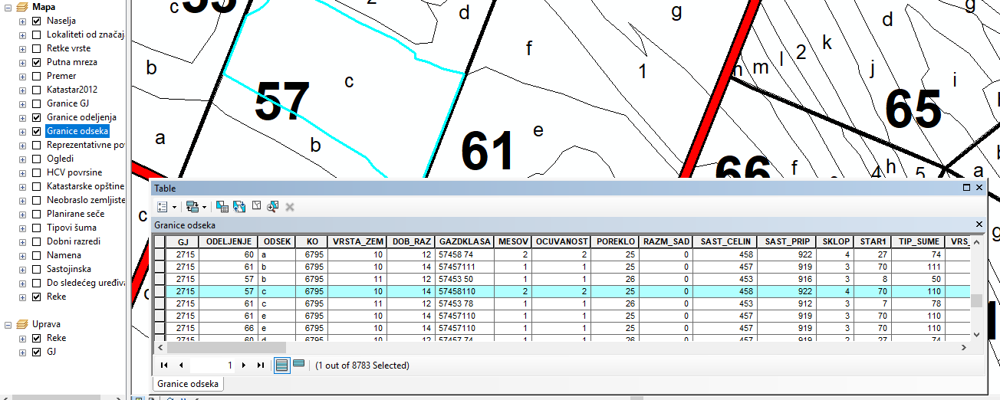 Mapa
Naselja
Lokaliteti od značaj
Retke vrste
Putna mreza
Premer
Katastar2012
Granice GJ
Granice odeljenja
Granice odseka
Reprezentativne po
Ogledi
HCV povrsine
Katastarske opštine
Neobraslo zemljiste
Planirane seče
Tipovi šuma
Dobni razredi
Namena
Sastojinska
Do sledećeg uređiva
Reke
Uprava
Reke
GJ
c
2
d
g
d
g
b
f
1
k
2
l
m
j
i
c
57
65
a
b
e
61
66
f
4
h
5
a
c
g
Table
Granice odseka
GJ ODELJENJE ODSEK KO VRSTA_ZEM DOB_RAZ GAZDKLASA MESOV OCUVANOST POREKLO RAZM_SAD SAST_CELIN SAST_PRIP SKLOP STAR1 TIP_SUME VRS_
2715 60 a 6795 10 12 57458 74 2 2 25 0 458 922 4 27 74
2715 61 b 6795 10 14 57457111 1 1 25 0 457 919 3 70 111
2715 57 b 6795 11 12 57453 50 1 1 26 0 453 916 3 8 50
2715 57 c 6795 10 14 57458110 2 2 25 0 458 922 4 70 110
2715 61 c 6795 11 12 57453 78 1 1 26 0 453 912 3 7 78
2715 61 e 6795 10 14 57457110 1 1 25 0 457 919 3 70 110
2715 66 e 6795 10 14 57457110 1 1 25 0 457 919 3 70 110
2715 60 d 6795 10 12 57457 74 1 1 26 0 457 919 2 27 74
1
(1 out of 8783 Selected)
Granice odseka